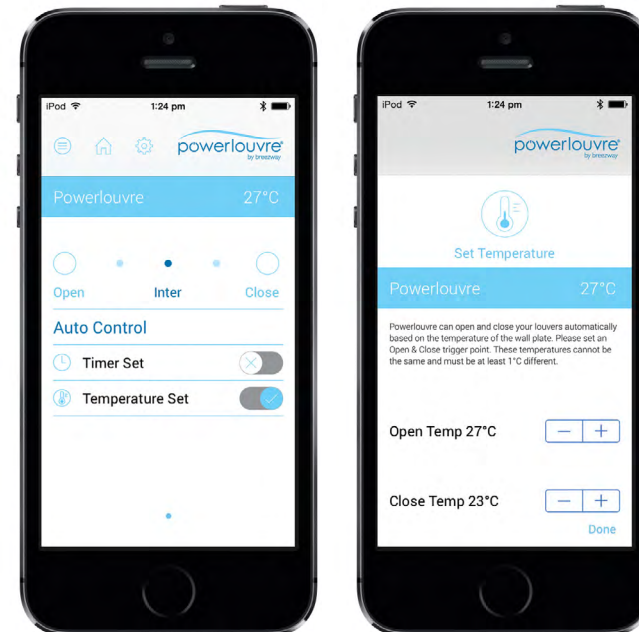 iPod 1:24 pm
powerlouvre®
by breezway
Powerlouvre 27°C
Open Inter Close
Auto Control
Timer Set
Temperature Set
iPod 1:24 pm
powerlouvre®
by breezway
Set Temperature
Powerlouvre 27°C
Powerlouvre can open and close your louvers automatically
based on the temperature of the wall plate. Please set an
Open & Close trigger point. These temperatures cannot be
the same and must be at least 1°C different.
Open Temp 27°C − +
Close Temp 23°C − +
Done